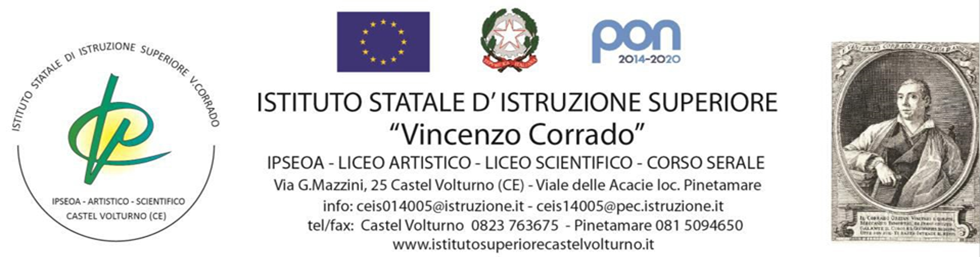 ISTITUTO STATALE DI ISTRUZIONE SUPERIORE V.CORRADO
IPSEOA - ARTISTICO - SCIENTIFICO
CASTEL VOLTURNO (CE)
pon
2014-2020
ISTITUTO STATALE D'ISTRUZIONE SUPERIORE
“Vincenzo Corrado”
IPSEOA - LICEO ARTISTICO - LICEO SCIENTIFICO - CORSO SERALE
Via G.Mazzini, 25 Castel Volturno (CE) - Viale delle Acacie loc. Pinetamare
info: ceis014005@istruzione.it - ceis14005@pec.istruzione.it
tel/fax: Castel Volturno 0823 763675 - Pinetamare 081 5094650
www.istitutosuperiorecastelvolturno.it
VINCENZO CORRADO